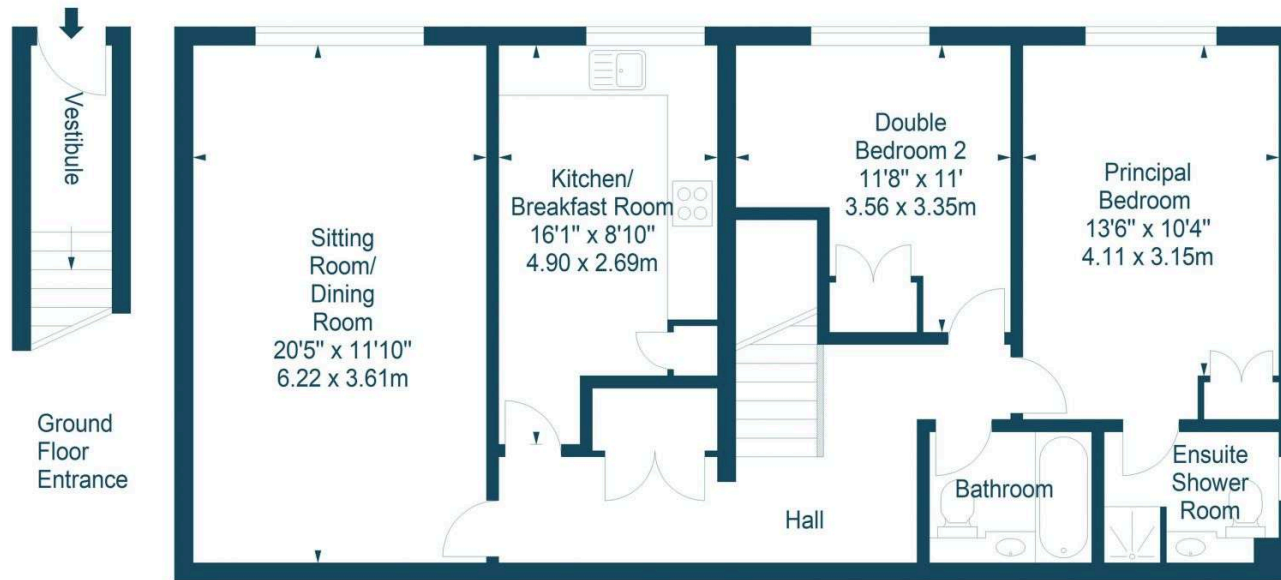 Vestibule
Ground
Floor
Entrance
Sitting
Room/
Dining
Room
20'5" x 11'10"
6.22 x 3.61m
Kitchen/
Breakfast Room
16'1" x 8'10"
4.90 x 2.69m
Double
Bedroom 2
11'8" x 11'
3.56 x 3.35m
Principal
Bedroom
13'6" x 10'4"
4.11 x 3.15m
Hall
Bathroom
Ensuite
Shower
Room